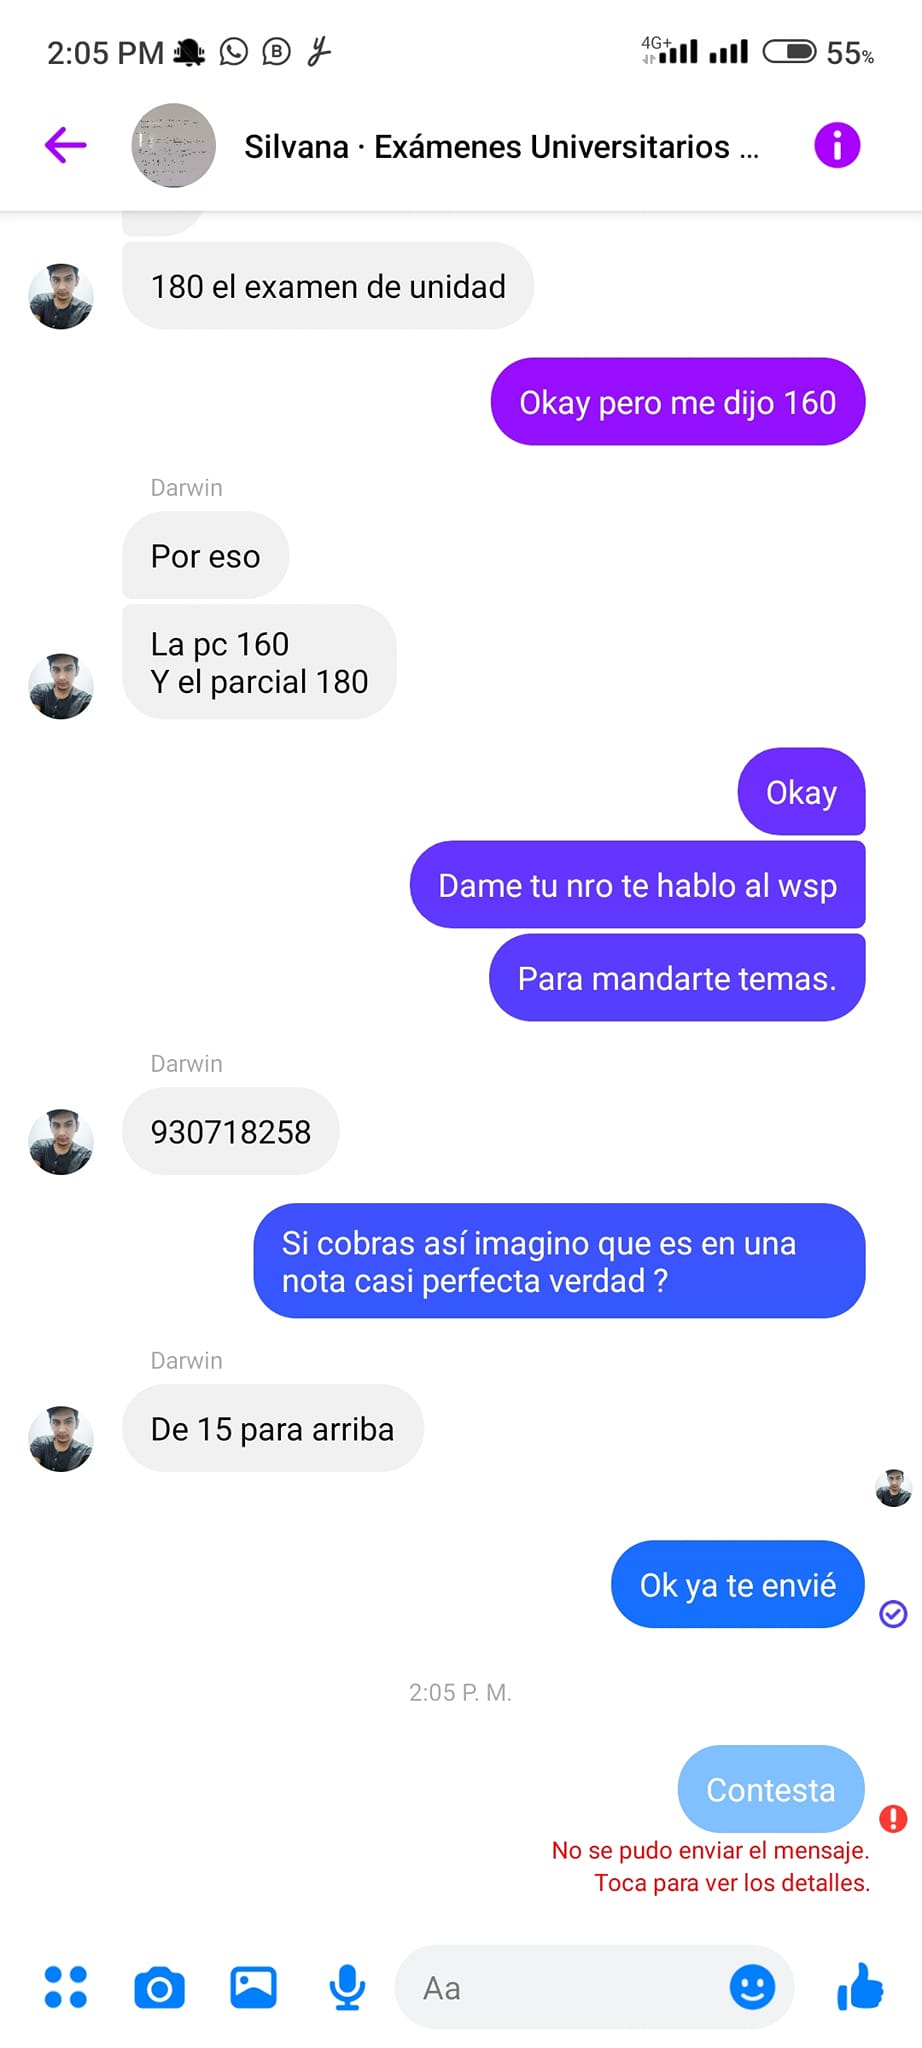 2:05 PM
4G+
55%
Silvana · Exámenes Universitarios ...
180 el examen de unidad
Okay pero me dijo 160
Darwin
Por eso
La pc 160
Y el parcial 180
Okay
Dame tu nro te hablo al wsp
Para mandarte temas.
Darwin
930718258
Si cobras así imagino que es en una
nota casi perfecta verdad ?
Darwin
De 15 para arriba
Ok ya te envié
2:05 P. M.
Contesta
No se pudo enviar el mensaje.
Toca para ver los detalles.
Aa